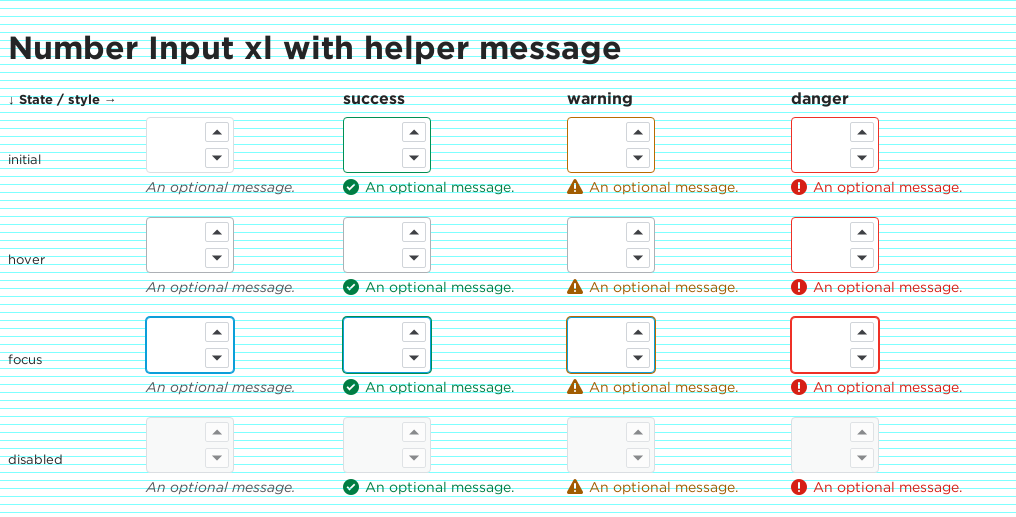 Number Input xl with helper message
↓ State / style → success warning danger
initial
An optional message. An optional message. An optional message. An optional message.
hover
An optional message. An optional message. An optional message. An optional message.
focus
An optional message. An optional message. An optional message. An optional message.
disabled
An optional message. An optional message. An optional message. An optional message.